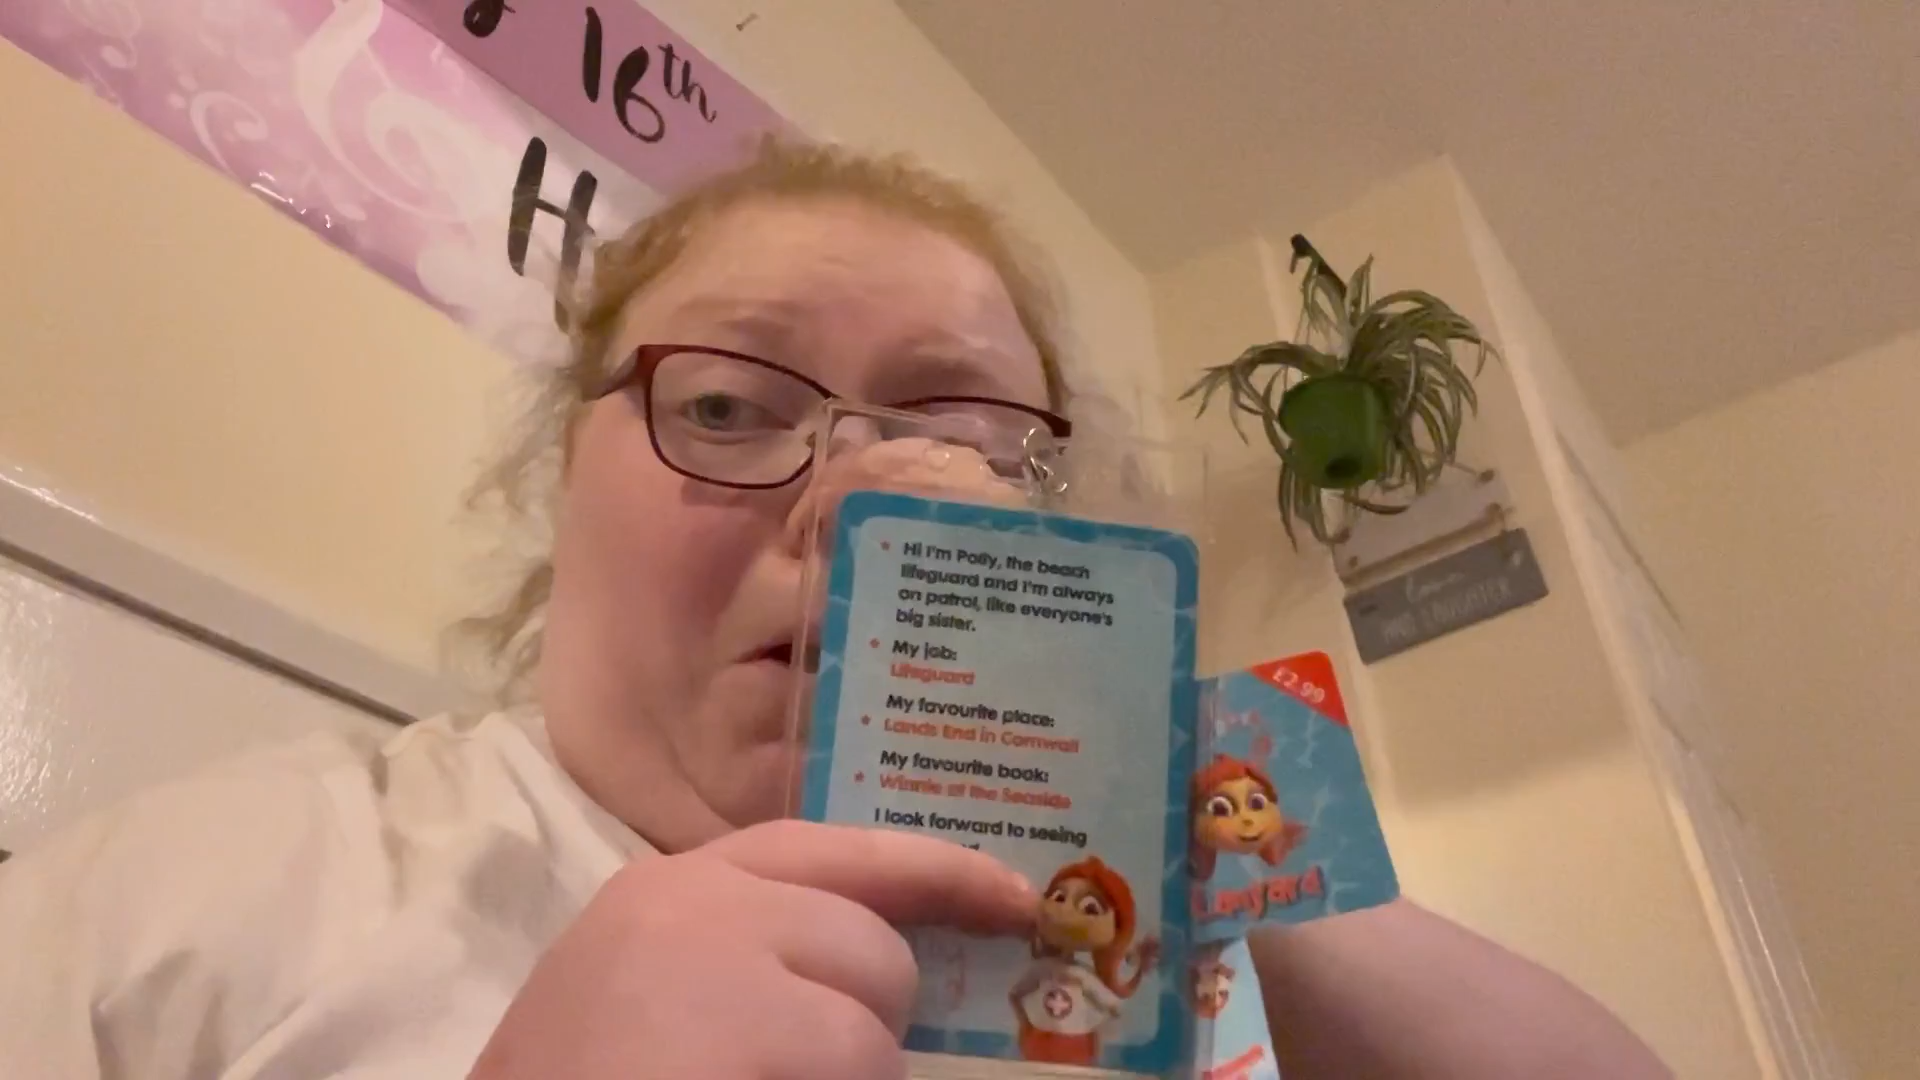 16th
H
Hi I'm Polly, the beach
lifeguard and I'm always
on patrol, like everyone's
big sister.
My job:
Lifeguard
My favourite place:
Lands End in Cornwall
My favourite book:
Winnie at the Seaside
I look forward to seeing
£2.99
Lanyard